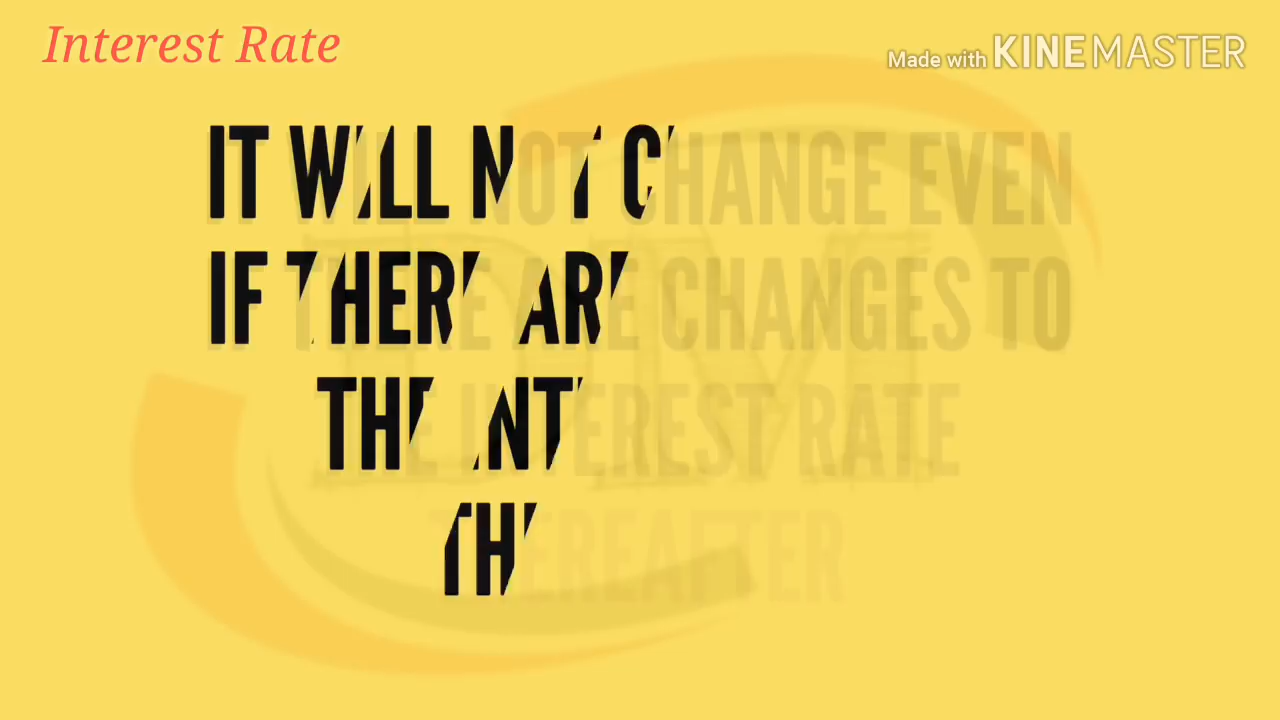 Interest Rate
Made with KINEMASTER
IT WILL NOT CHANGE EVEN
IF THERE ARE CHANGES TO
THE INTEREST RATE
THEREAFTER